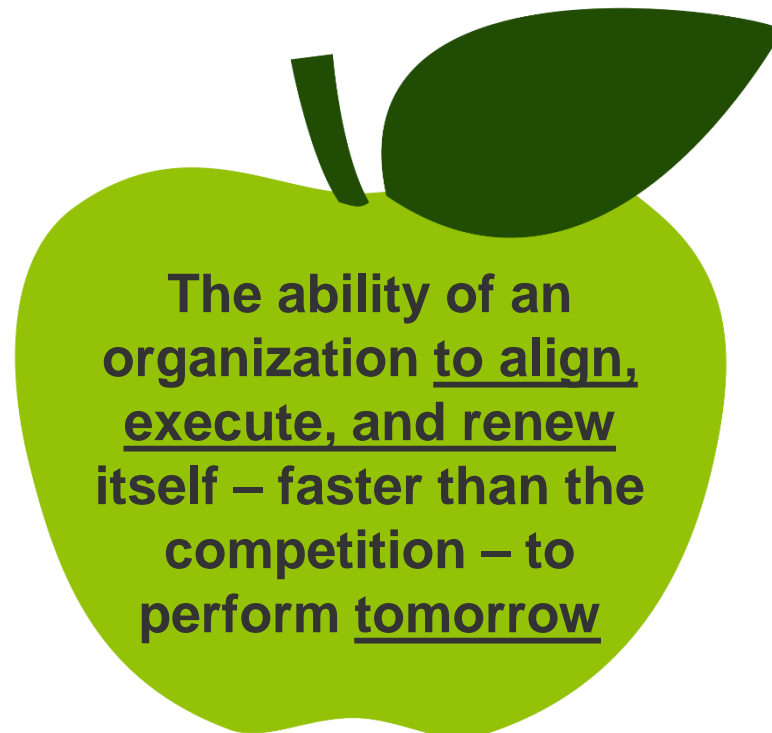 The ability of an
organization to align,
execute, and renew
itself – faster than the
competition – to
perform tomorrow